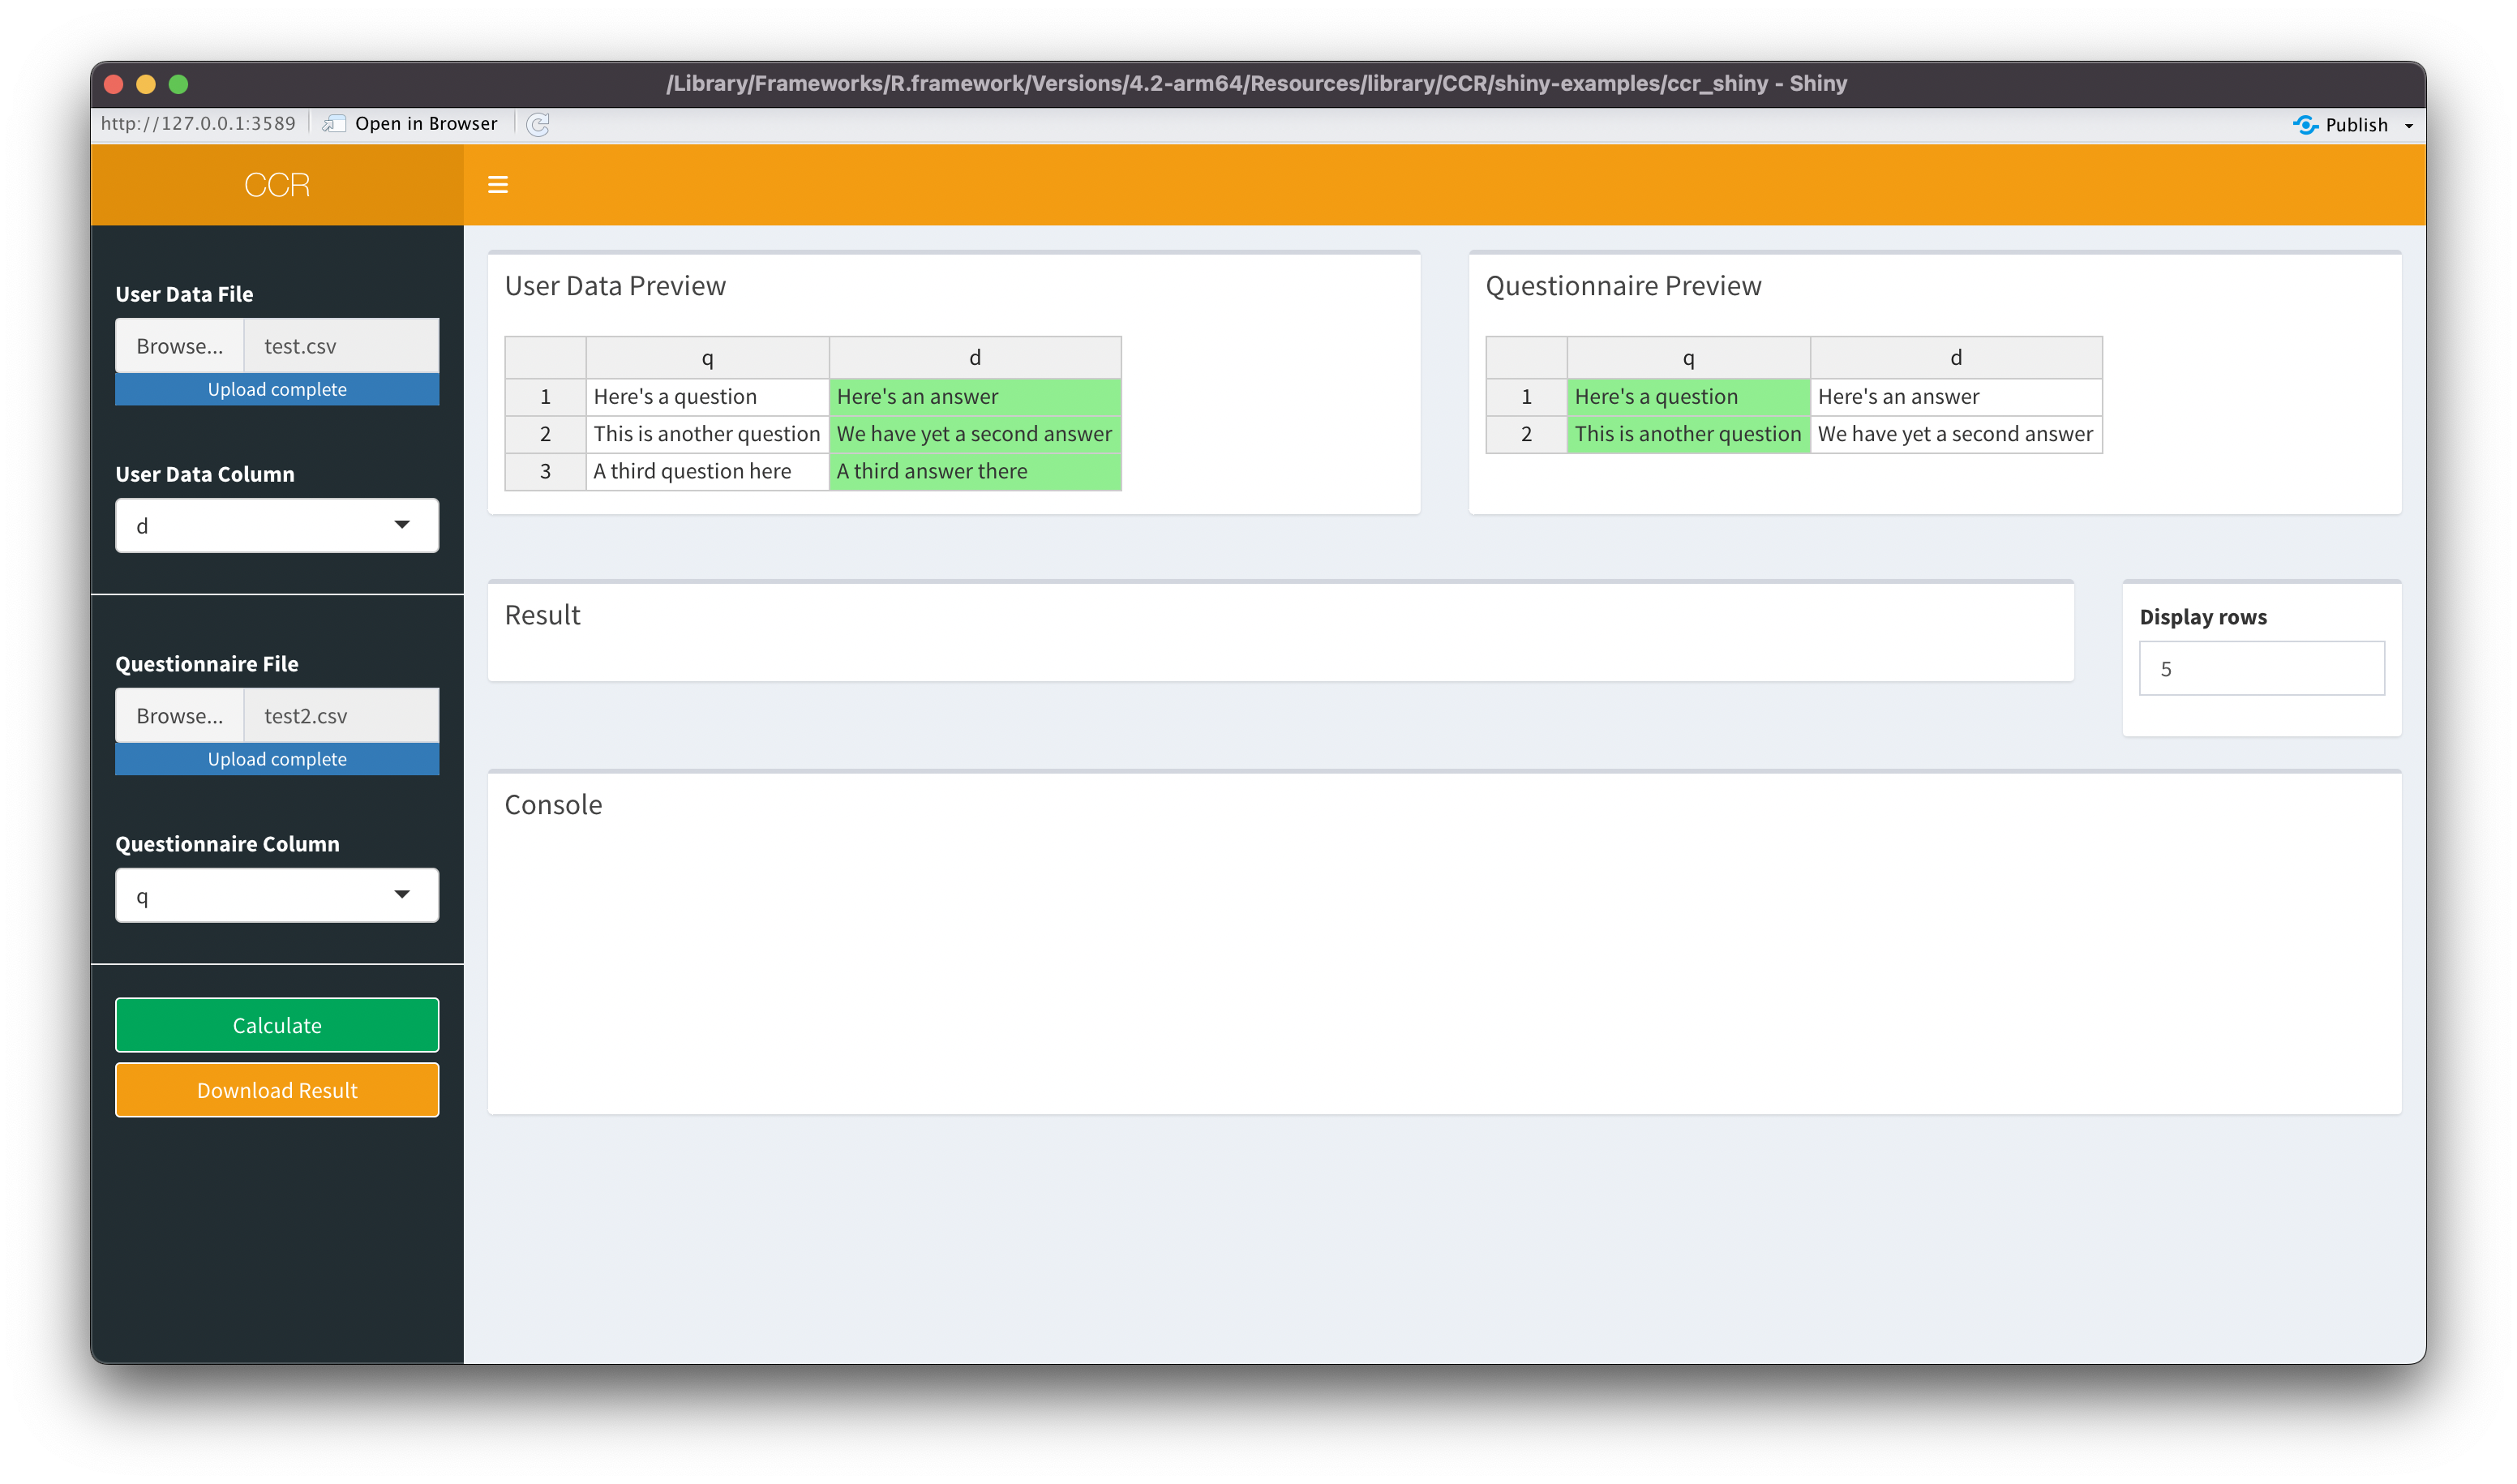 /Library/Frameworks/R.framework/Versions/4.2-arm64/Resources/library/CCR/shiny-examples/ccr_shiny - Shiny
http://127.0.0.1:3589 Open in Browser Publish
CCR
User Data File
Browse... test.csv
Upload complete
User Data Column
d
Questionnaire File
Browse... test2.csv
Upload complete
Questionnaire Column
q
Calculate
Download Result
User Data Preview
q d
1 Here's a question Here's an answer
2 This is another question We have yet a second answer
3 A third question here A third answer there
Questionnaire Preview
q d
1 Here's a question Here's an answer
2 This is another question We have yet a second answer
Result
Display rows
5
Console